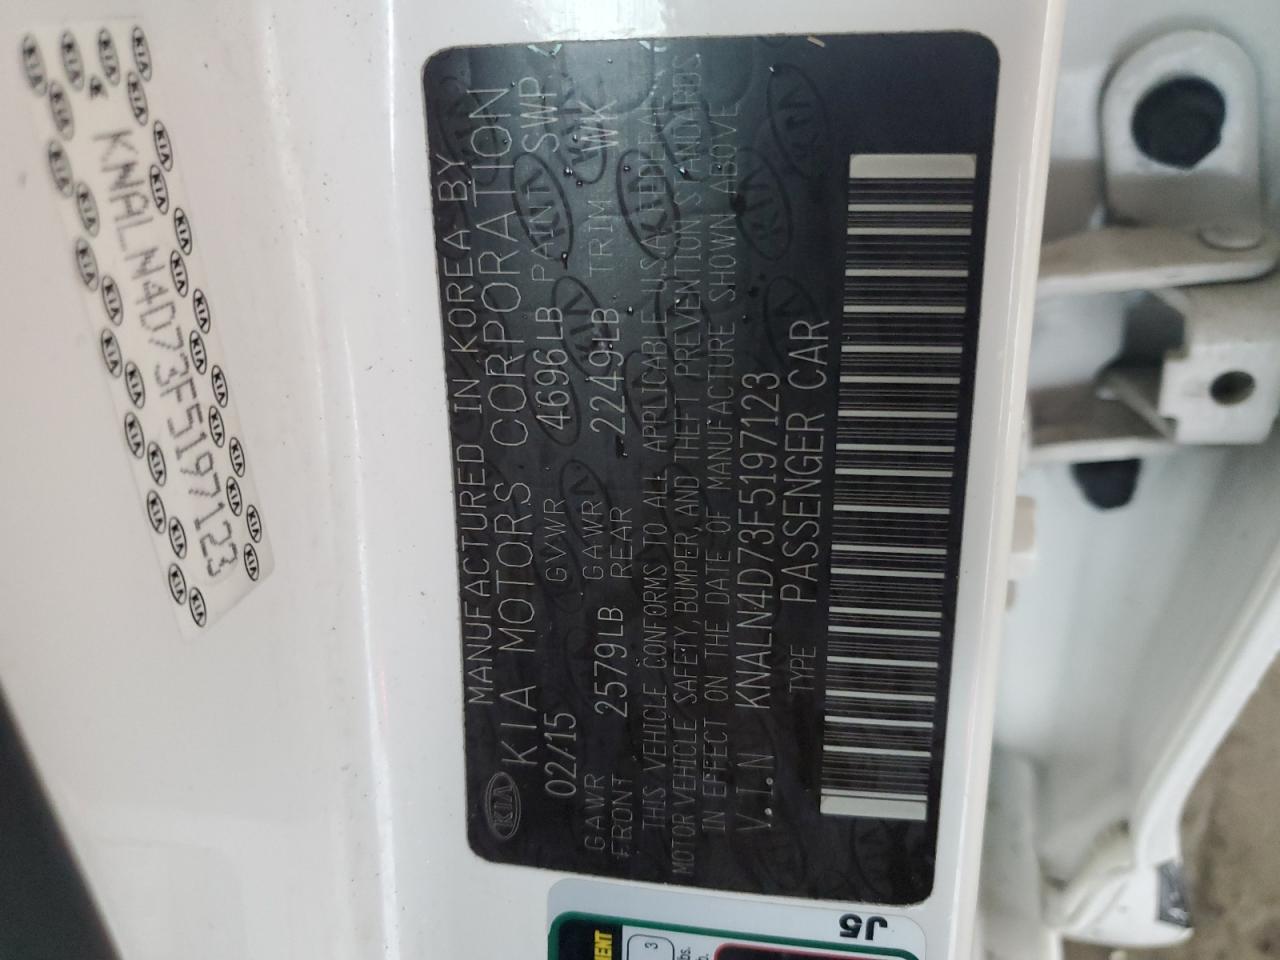 KNALN4D73F5197123
MANUFACTURED IN KOREA BY
KIA MOTORS CORPORATION
KIA
02/15 GVWR 4696LB PAINT SWP
GAWR FRONT 2579LB GAWR REAR 2249LB TRIM WK
THIS VEHICLE CONFORMS TO ALL APPLICABLE U.S.A FEDERAL
MOTOR VEHICLE SAFETY, BUMPER AND THEFT PREVENTION STANDARDS
IN EFFECT ON THE DATE OF MANUFACTURE SHOWN ABOVE
V.I.N KNALN4D73F5197123
TYPE PASSENGER CAR
J5
3